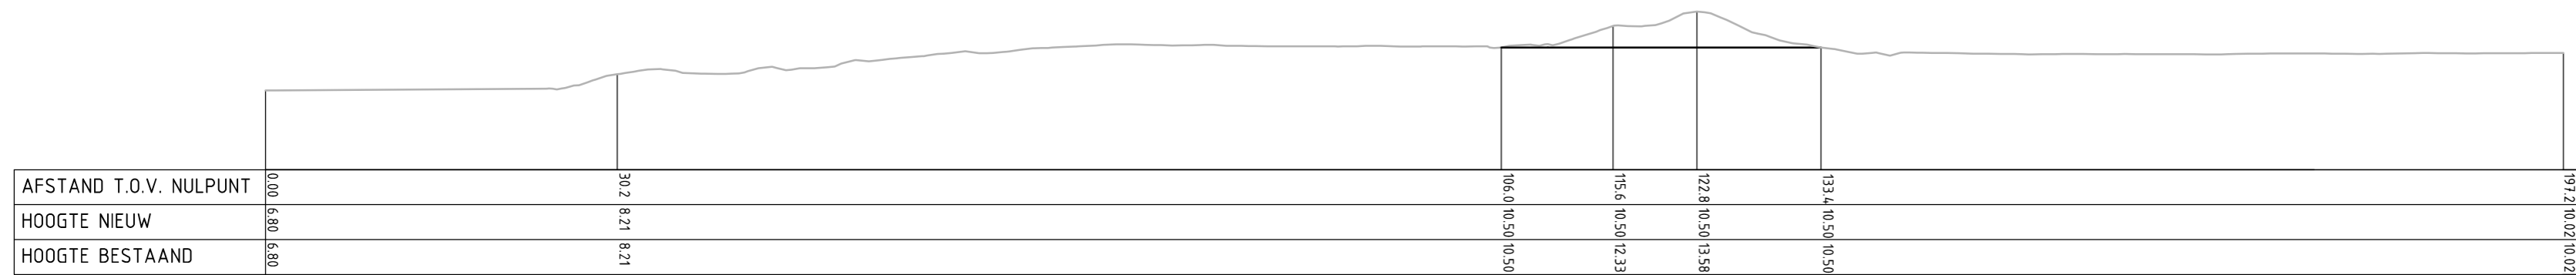 AFSTAND T.O.V. NULPUNT 0.00 30.2 106.0 115.6 122.8 133.4 197.2
HOOGTE NIEUW 6.80 8.21 10.50 10.50 10.50 10.50 10.02
HOOGTE BESTAAND 6.80 8.21 10.50 12.33 13.58 10.50 10.02